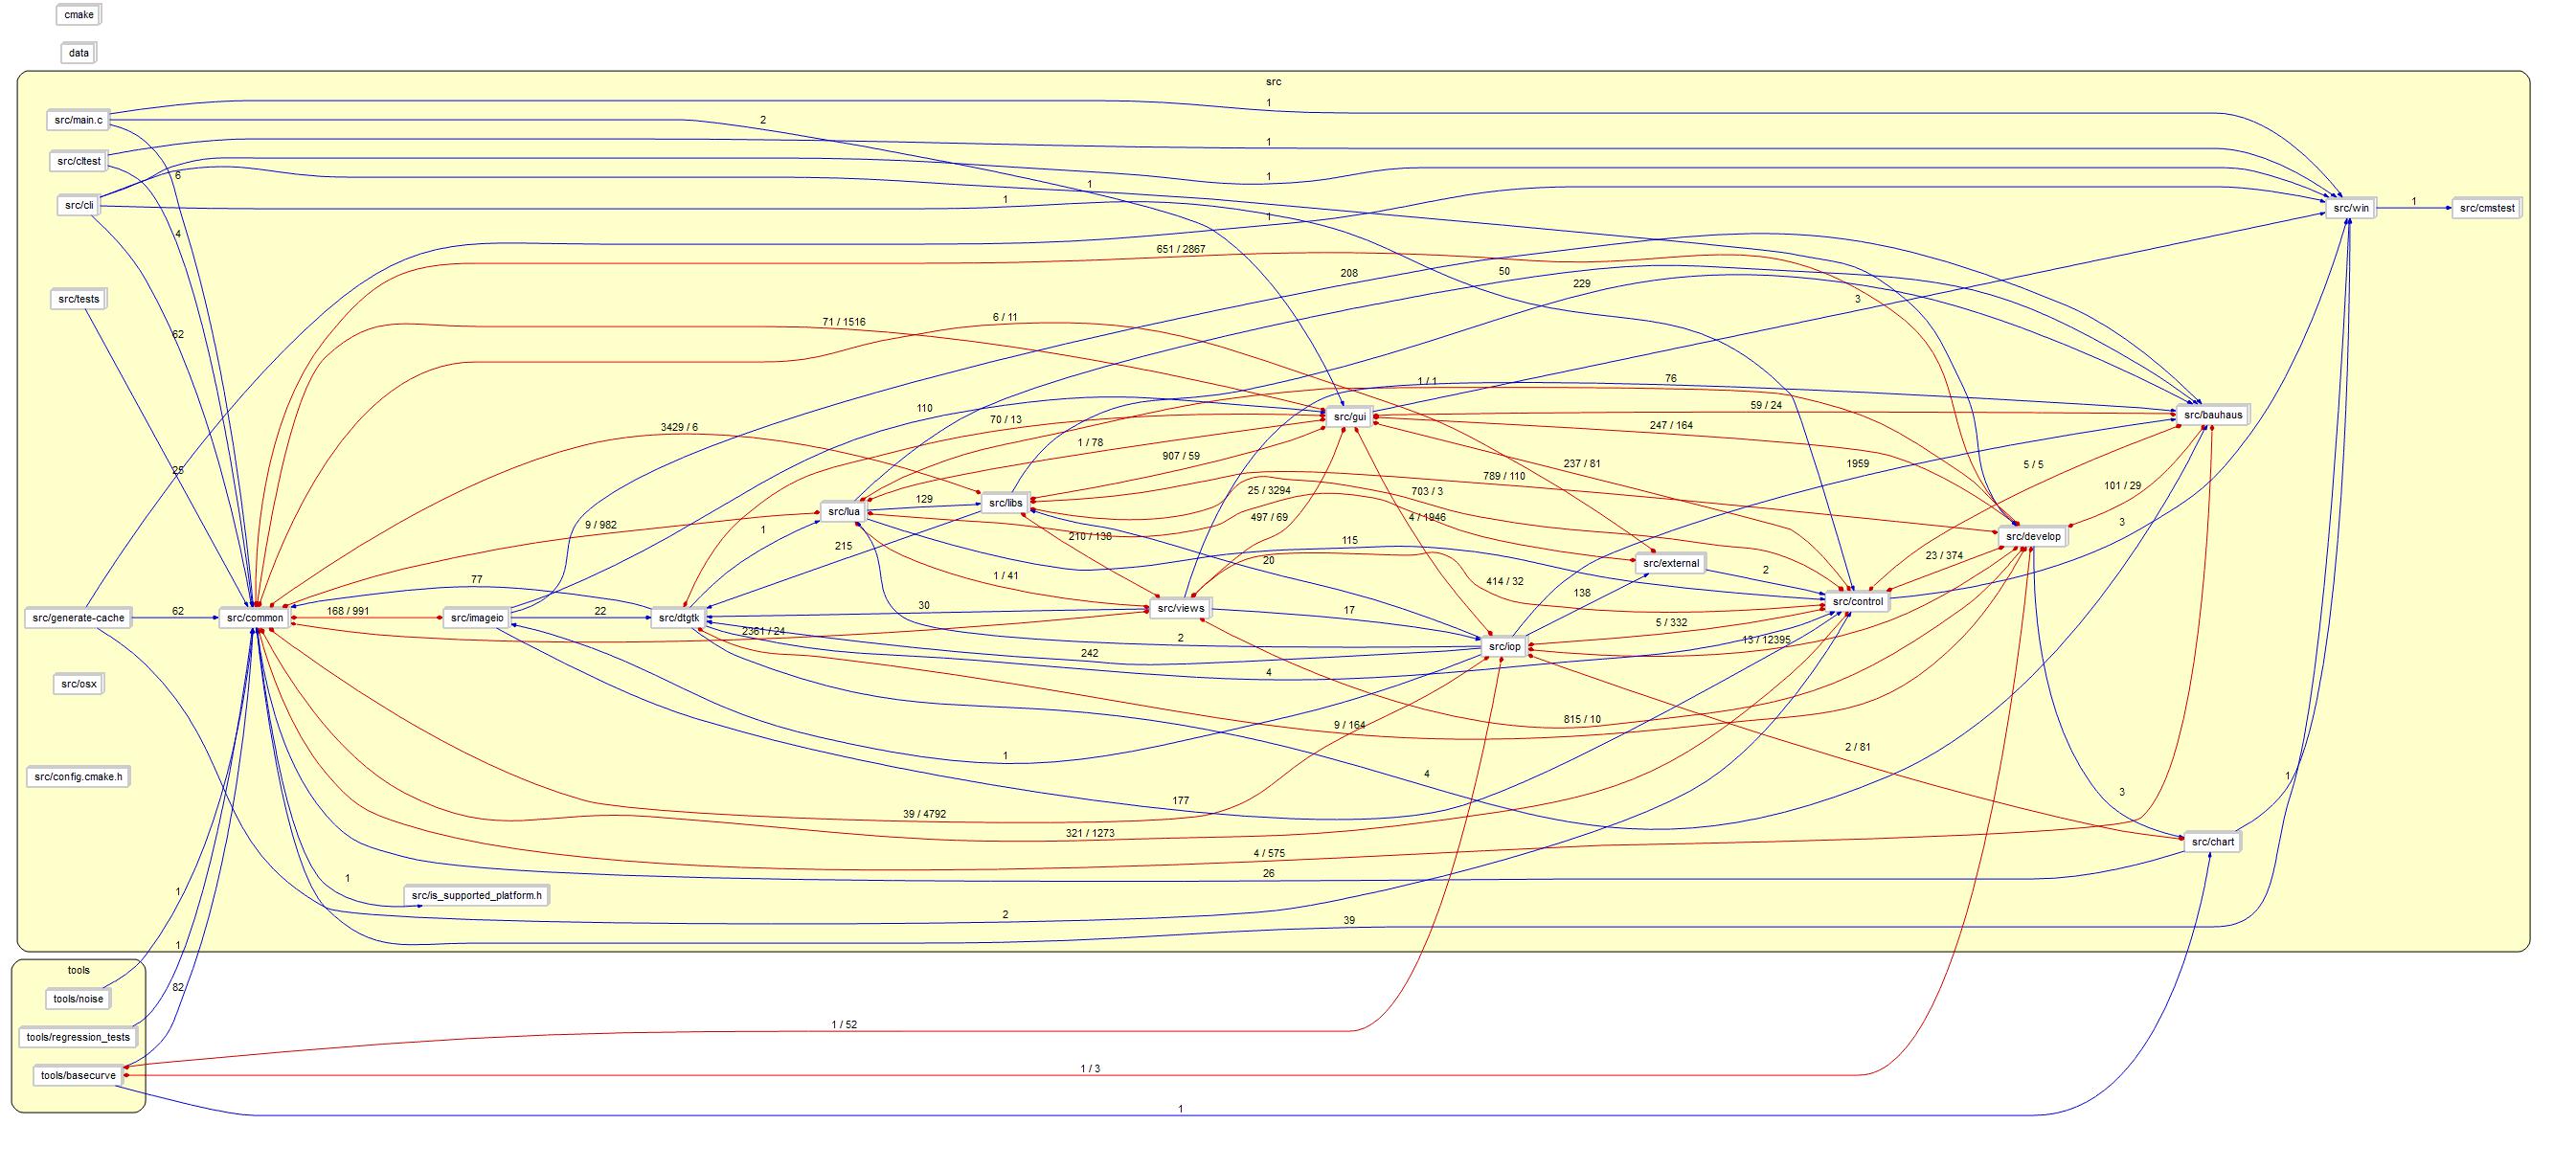 cmake
data
src
src/main.c
1
2
src/cltest
1
6
1
1
src/cli
1
1
src/win
1
src/cmstest
4
651 / 2867
208
50
229
3
src/tests
62
71 / 1516
6 / 11
1 / 1
76
110
70 / 13
src/gui
59 / 24
src/bauhaus
3429 / 6
1 / 78
247 / 164
907 / 59
237 / 81
1959
5 / 5
25
789 / 110
101 / 29
129
src/libs
25 / 3294
703 / 3
src/lua
9 / 982
1
497 / 69
4 / 1946
3
210 / 138
src/develop
215
115
20
23 / 374
src/external
2
77
1 / 41
414 / 32
138
src/generate-cache
62
src/common
168 / 991
src/imageio
22
src/dtgtk
30
src/views
17
src/control
5 / 332
2361 / 24
2
13 / 12395
src/iop
242
4
src/osx
9 / 164
815 / 10
1
2 / 81
src/config.cmake.h
4
1
177
3
39 / 4792
321 / 1273
src/chart
4 / 575
26
1
src/is_supported_platform.h
1
2
39
1
tools
82
tools/noise
1 / 52
tools/regression_tests
tools/basecurve
1 / 3
1